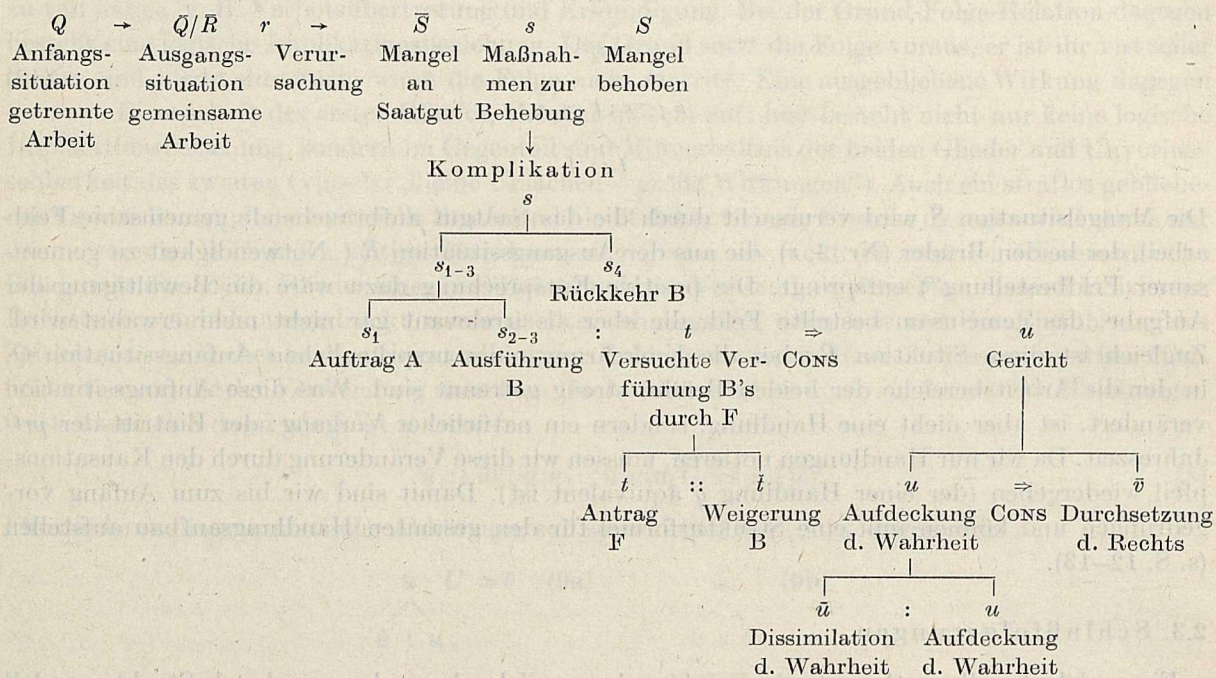 Q → Q̄/R̄ r → S̄ s S
Anfangs- Ausgangs- Verur- Mangel Maßnah- Mangel
situation situation sachung an men zur behoben
getrennte gemeinsame Saatgut Behebung
Arbeit Arbeit
↓
Komplikation
s
s₁₋₃ s₄
Rückkehr B
s₁ -·- s₂₋₃ : t ⇒ u
Auftrag A Ausführung Versuchte Ver- CONS Gericht
B führung B's
durch F
t :: ť u ⇒ v̄
Antrag Weigerung Aufdeckung CONS Durchsetzung
F B d. Wahrheit d. Rechts
ū : u
Dissimilation Aufdeckung
d. Wahrheit d. Wahrheit